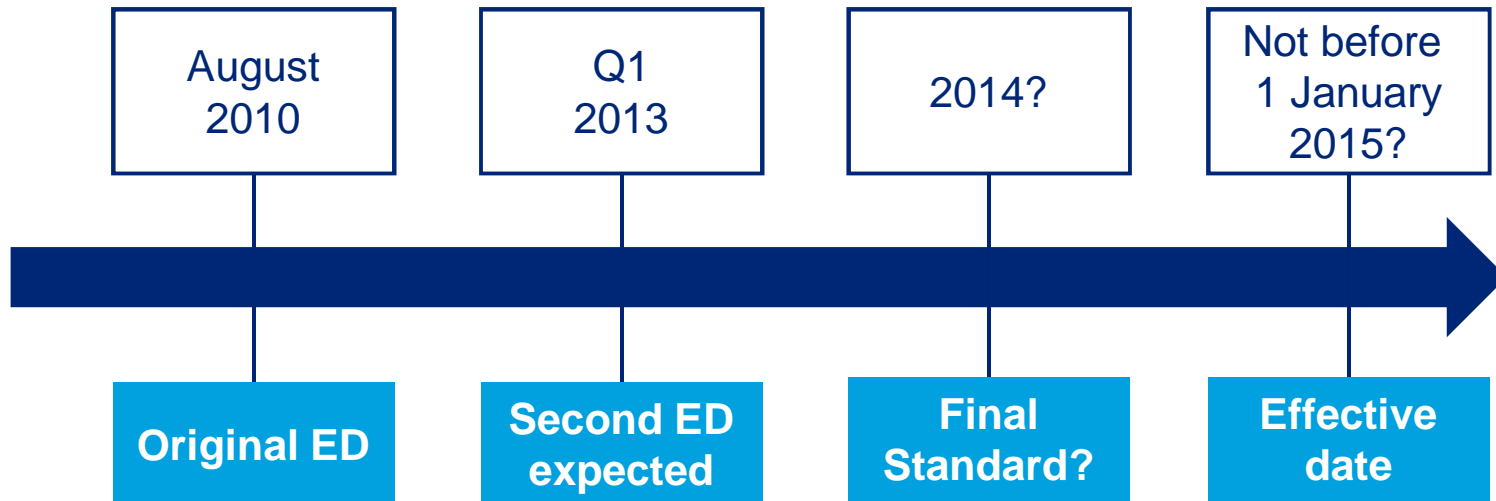 August
2010
Q1
2013
2014?
Not before
1 January
2015?
Original ED
Second ED
expected
Final
Standard?
Effective
date